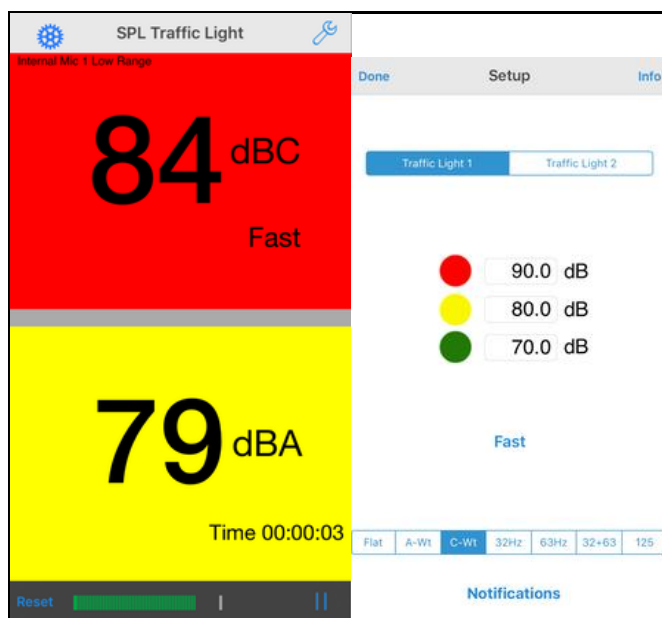 SPL Traffic Light
Internal Mic 1 Low Range
84 dBC
Fast
79 dBA
Time 00:00:03
Reset
Done Setup Info
Traffic Light 1 Traffic Light 2
90.0 dB
80.0 dB
70.0 dB
Fast
Flat A-Wt C-Wt 32Hz 63Hz 32+63 125
Notifications